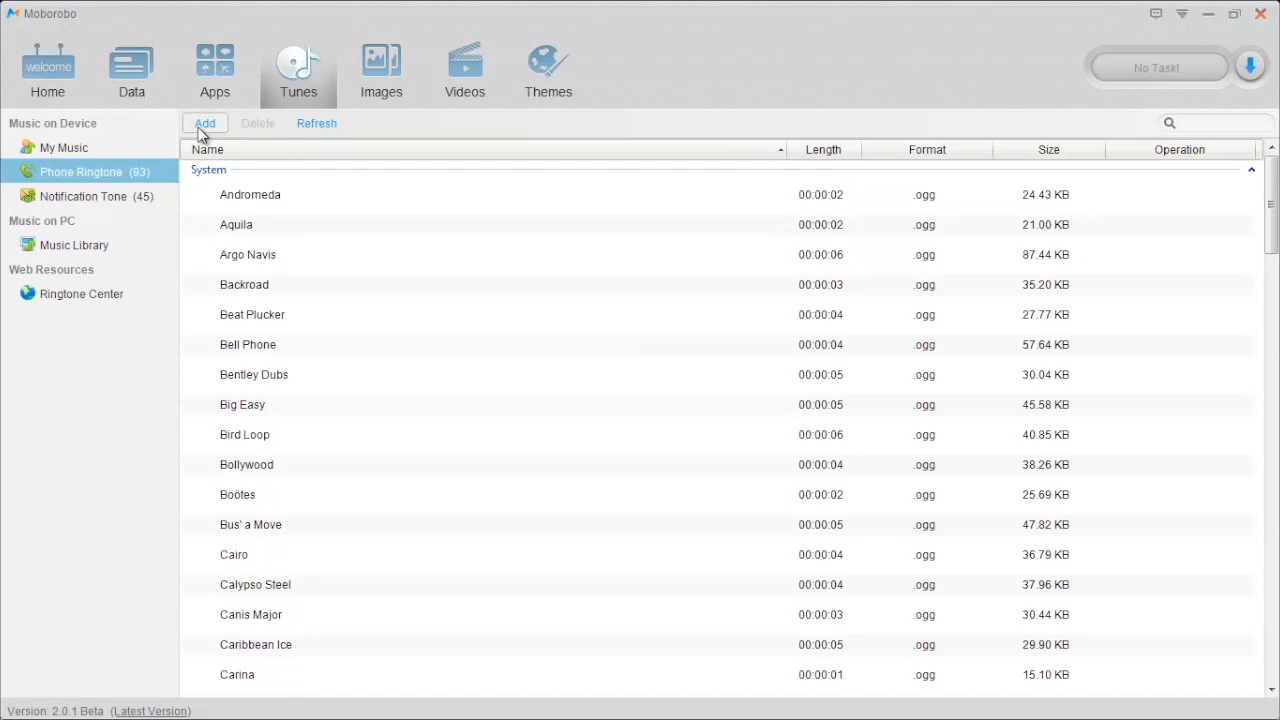 Moborobo
welcome
Home
Data
Apps
Tunes
Images
Videos
Themes
No Task!
Music on Device
My Music
Phone Ringtone (93)
Notification Tone (45)
Music on PC
Music Library
Web Resources
Ringtone Center
Add Delete Refresh
Name Length Format Size Operation
System
Andromeda 00:00:02 .ogg 24.43 KB
Aquila 00:00:02 .ogg 21.00 KB
Argo Navis 00:00:06 .ogg 87.44 KB
Backroad 00:00:03 .ogg 35.20 KB
Beat Plucker 00:00:04 .ogg 27.77 KB
Bell Phone 00:00:04 .ogg 57.64 KB
Bentley Dubs 00:00:05 .ogg 30.04 KB
Big Easy 00:00:05 .ogg 45.58 KB
Bird Loop 00:00:06 .ogg 40.85 KB
Bollywood 00:00:04 .ogg 38.26 KB
Boötes 00:00:02 .ogg 25.69 KB
Bus' a Move 00:00:05 .ogg 47.82 KB
Cairo 00:00:04 .ogg 36.79 KB
Calypso Steel 00:00:04 .ogg 37.96 KB
Canis Major 00:00:03 .ogg 30.44 KB
Caribbean Ice 00:00:05 .ogg 29.90 KB
Carina 00:00:01 .ogg 15.10 KB
Version: 2.0.1 Beta (Latest Version)